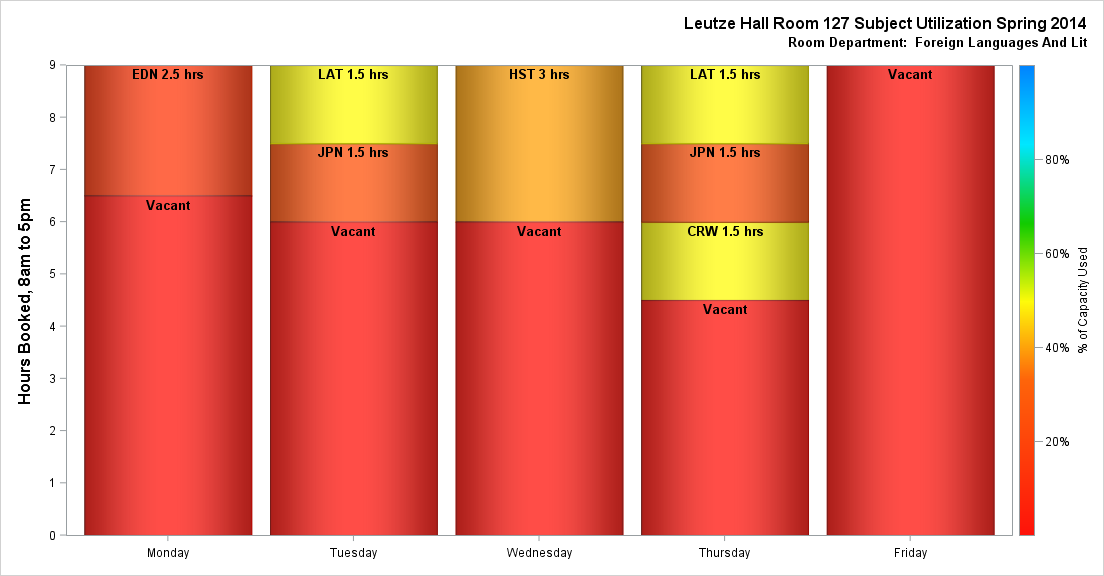 Leutze Hall Room 127 Subject Utilization Spring 2014
Room Department:  Foreign Languages And Lit
Hours Booked, 8am to 5pm
9
8
7
6
5
4
3
2
1
0
EDN 2.5 hrs
Vacant
LAT 1.5 hrs
JPN 1.5 hrs
Vacant
HST 3 hrs
Vacant
LAT 1.5 hrs
JPN 1.5 hrs
CRW 1.5 hrs
Vacant
Vacant
Monday
Tuesday
Wednesday
Thursday
Friday
80%
60%
40%
20%
% of Capacity Used